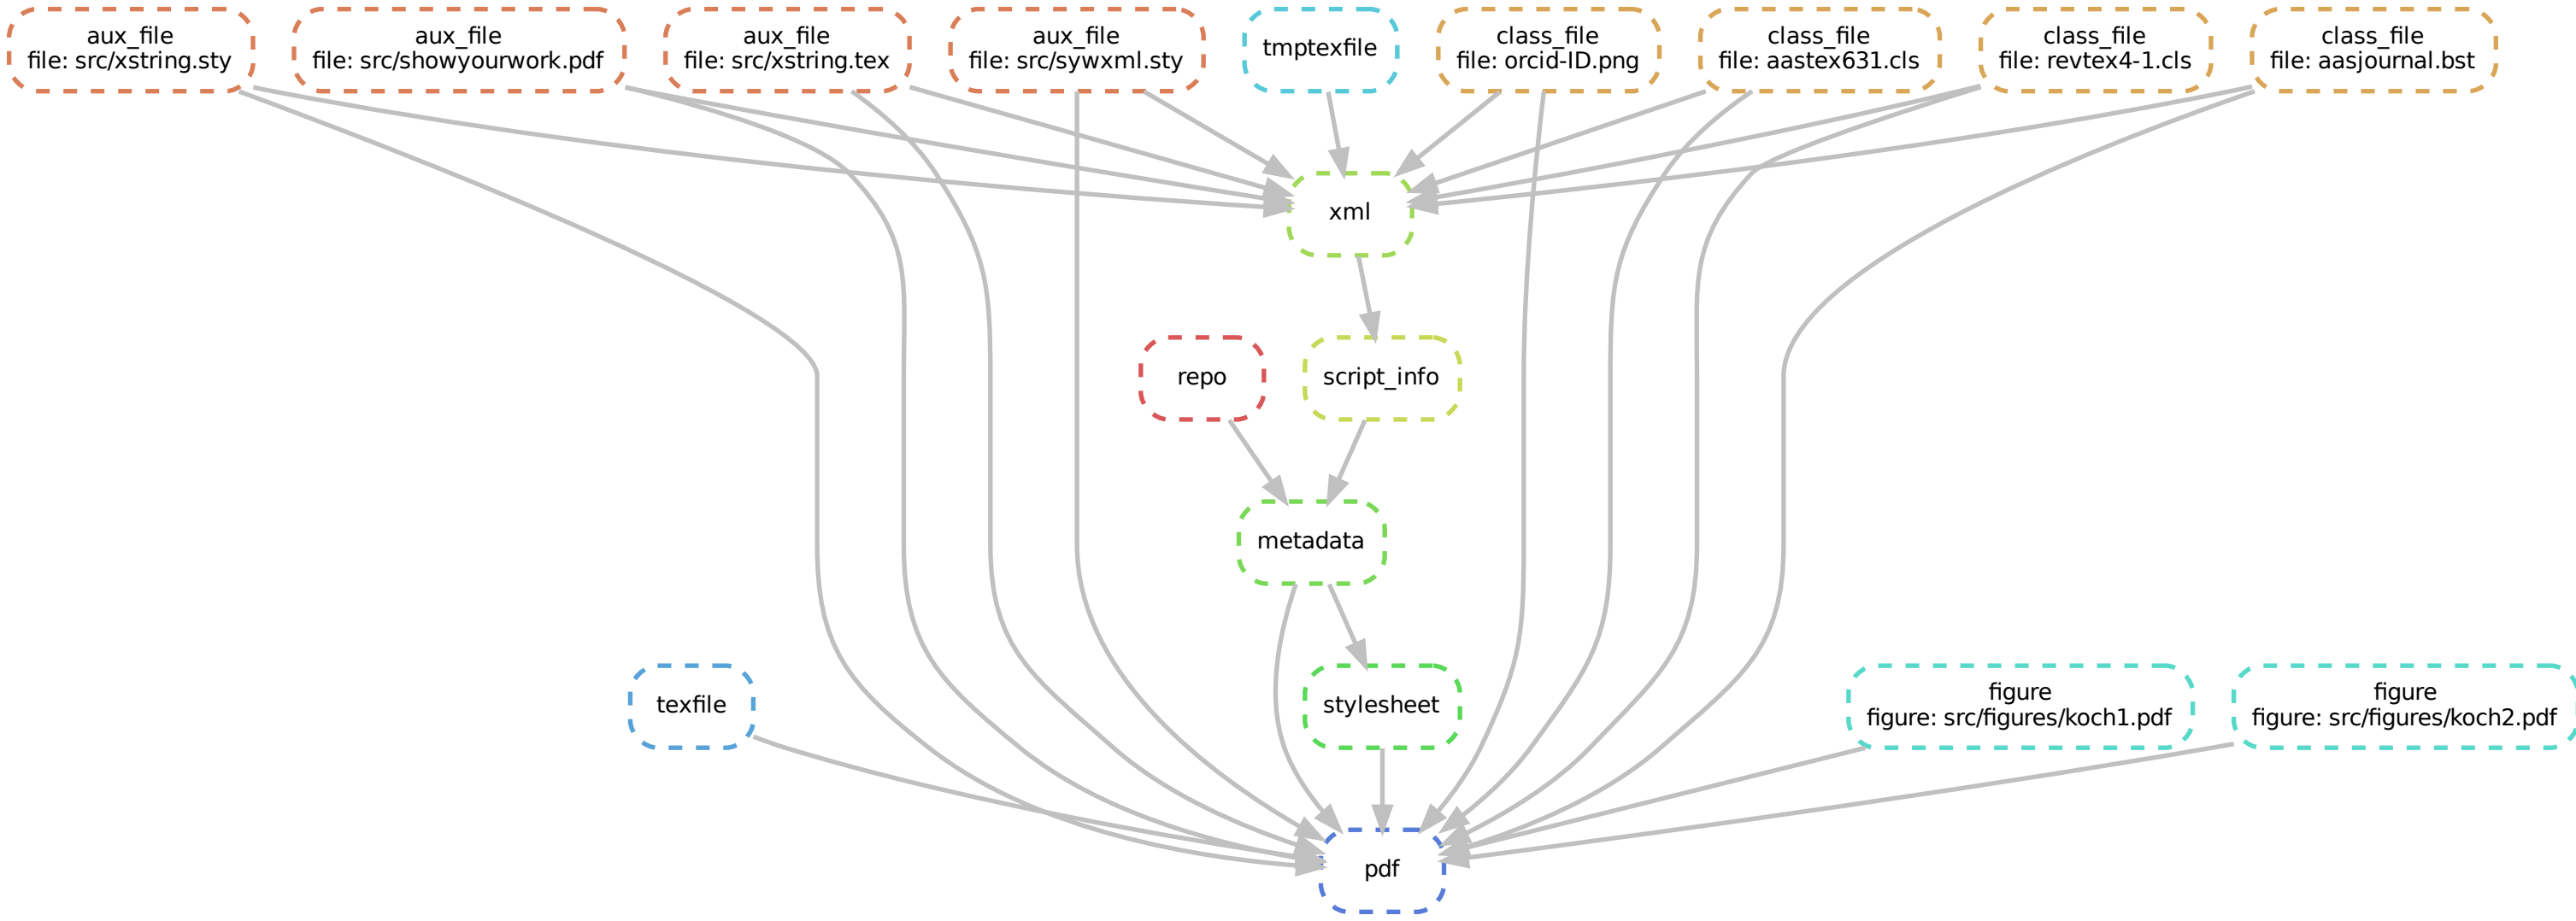 aux_file
file: src/xstring.sty
aux_file
file: src/showyourwork.pdf
aux_file
file: src/xstring.tex
aux_file
file: src/sywxml.sty
tmptexfile
class_file
file: orcid-ID.png
class_file
file: aastex631.cls
class_file
file: revtex4-1.cls
class_file
file: aasjournal.bst
xml
repo
script_info
metadata
texfile
stylesheet
figure
figure: src/figures/koch1.pdf
figure
figure: src/figures/koch2.pdf
pdf